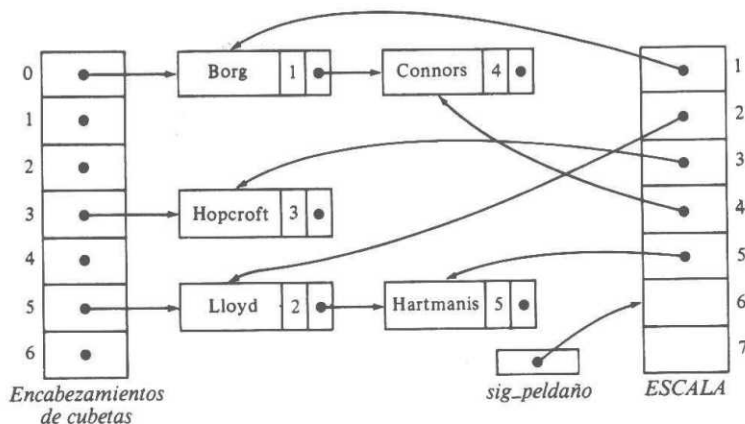 0 Borg 1 Connors 4 1
1 2
2 3
3 Hopcroft 3 4
4 5
5 Lloyd 2 Hartmanis 5 6
6 7
Encabezamientos
de cubetas
sig_peldaño
ESCALA